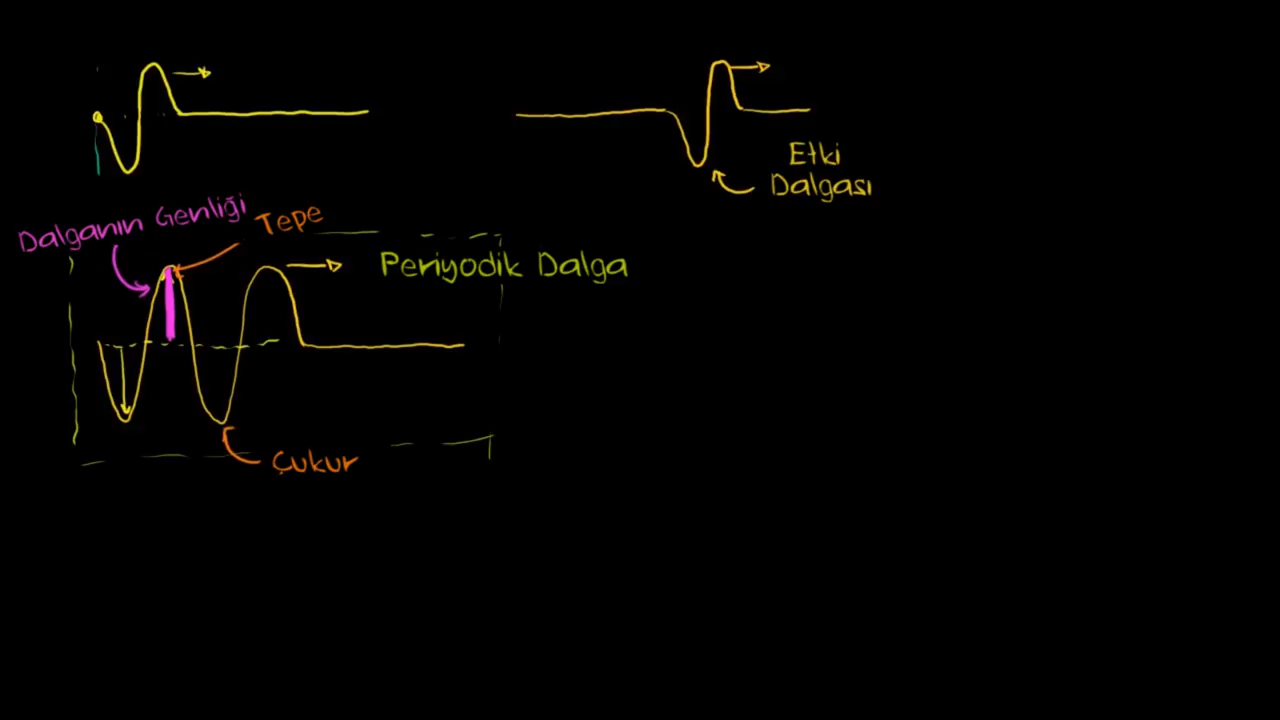 Etki
Dalgası
Dalganın Genliği
Tepe
Periyodik Dalga
Çukur